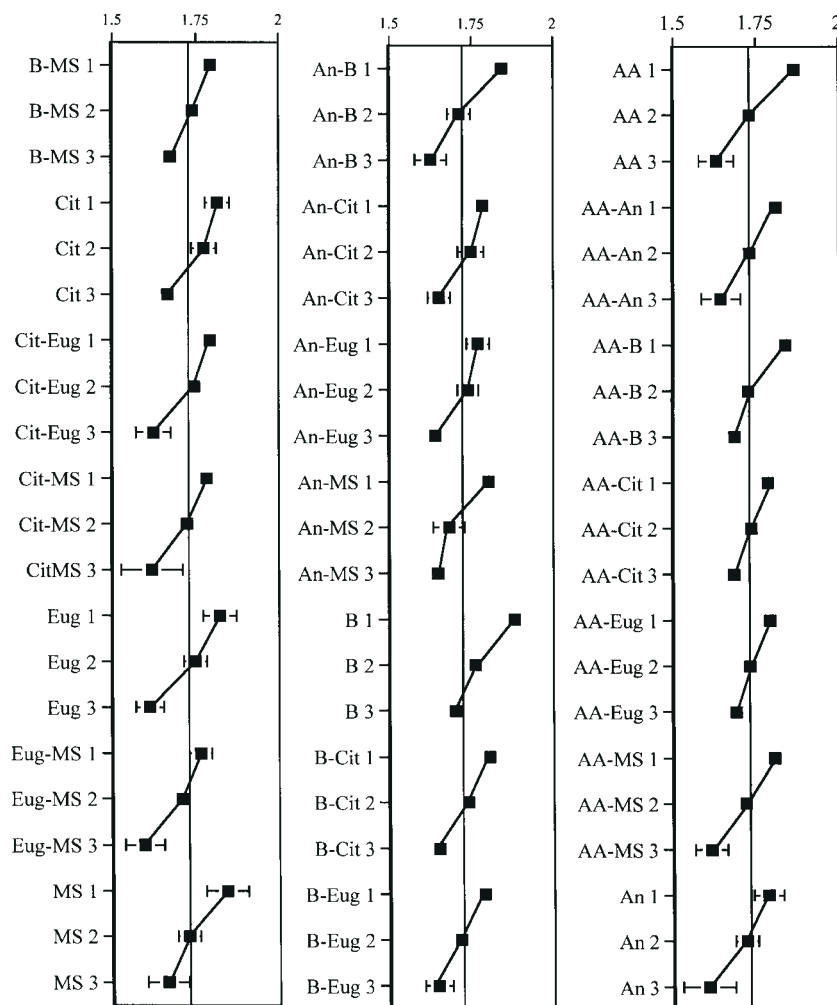 1.5 1.75 2
B-MS 1
B-MS 2
B-MS 3
Cit 1
Cit 2
Cit 3
Cit-Eug 1
Cit-Eug 2
Cit-Eug 3
Cit-MS 1
Cit-MS 2
CitMS 3
Eug 1
Eug 2
Eug 3
Eug-MS 1
Eug-MS 2
Eug-MS 3
MS 1
MS 2
MS 3
1.5 1.75 2
An-B 1
An-B 2
An-B 3
An-Cit 1
An-Cit 2
An-Cit 3
An-Eug 1
An-Eug 2
An-Eug 3
An-MS 1
An-MS 2
An-MS 3
B 1
B 2
B 3
B-Cit 1
B-Cit 2
B-Cit 3
B-Eug 1
B-Eug 2
B-Eug 3
1.5 1.75 2
AA 1
AA 2
AA 3
AA-An 1
AA-An 2
AA-An 3
AA-B 1
AA-B 2
AA-B 3
AA-Cit 1
AA-Cit 2
AA-Cit 3
AA-Eug 1
AA-Eug 2
AA-Eug 3
AA-MS 1
AA-MS 2
AA-MS 3
An 1
An 2
An 3